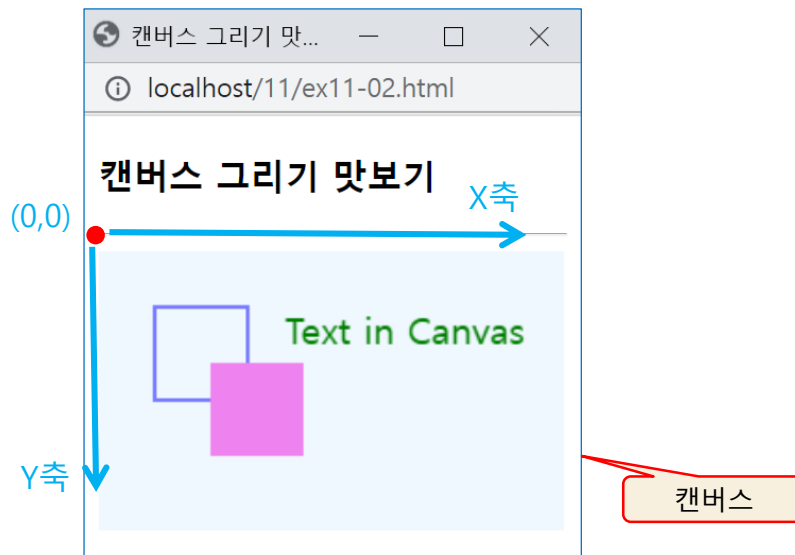 캔버스 그리기 맛...
localhost/11/ex11-02.html
캔버스 그리기 맛보기
X축
(0,0)
Text in Canvas
Y축
캔버스